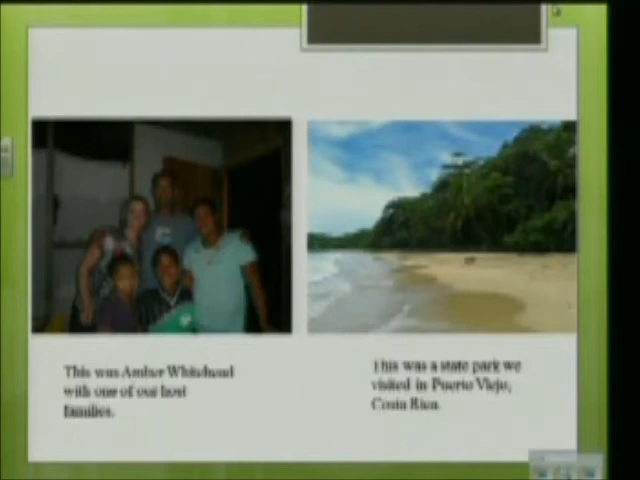 This was Amber Whitehead
with one of our host
families.
This was a state park we
visited in Puerto Viejo,
Costa Rica.